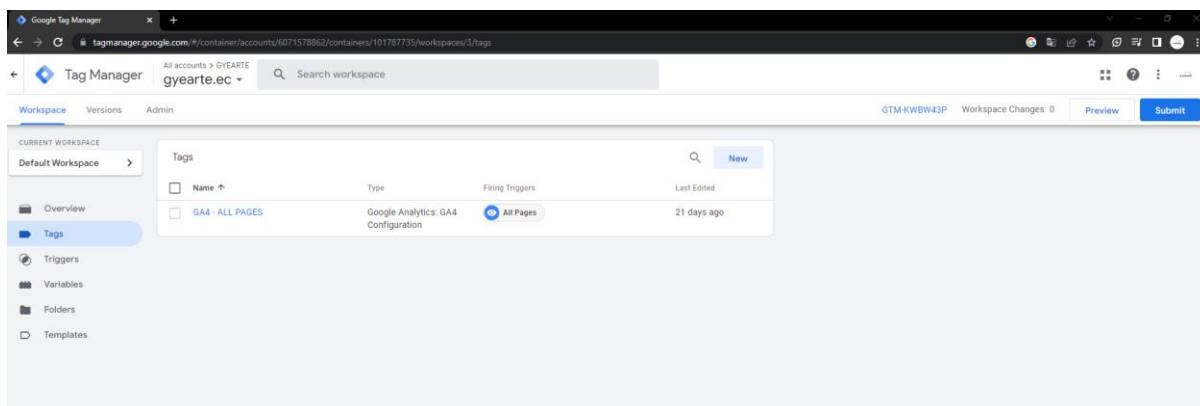 Google Tag Manager
tagmanager.google.com/#/container/accounts/6071578862/containers/101787735/workspaces/3/tags
Tag Manager
All accounts > GYEARTE
gyearte.ec
Search workspace
Workspace Versions Admin
GTM-KWBW43P Workspace Changes: 0 Preview Submit
CURRENT WORKSPACE
Default Workspace
Overview
Tags
Triggers
Variables
Folders
Templates
Tags New
Name Type Firing Triggers Last Edited
GA4 - ALL PAGES Google Analytics: GA4 All Pages 21 days ago
Configuration